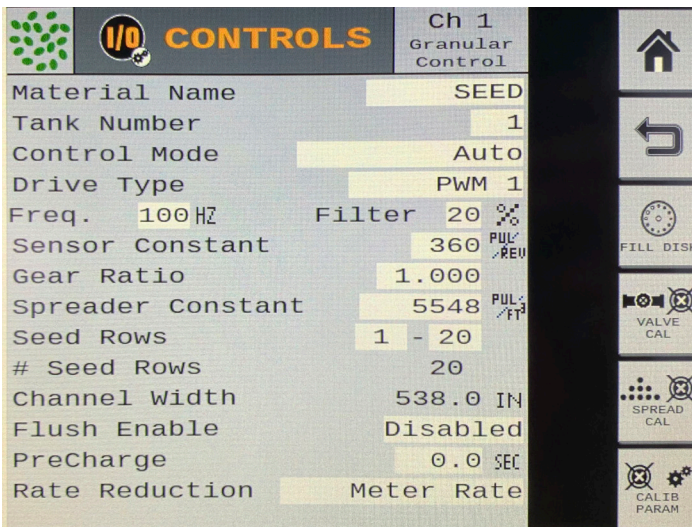 I/O CONTROLS
Ch 1
Granular
Control
Material Name SEED
Tank Number 1
Control Mode Auto
Drive Type PWM 1
Freq. 100 HZ Filter 20 %
Sensor Constant 360 PUL/REV
Gear Ratio 1.000
Spreader Constant 5548 PUL/FT³
Seed Rows 1 - 20
# Seed Rows 20
Channel Width 538.0 IN
Flush Enable Disabled
PreCharge 0.0 SEC
Rate Reduction Meter Rate
FILL DISK
VALVE
CAL
SPREAD
CAL
CALIB
PARAM